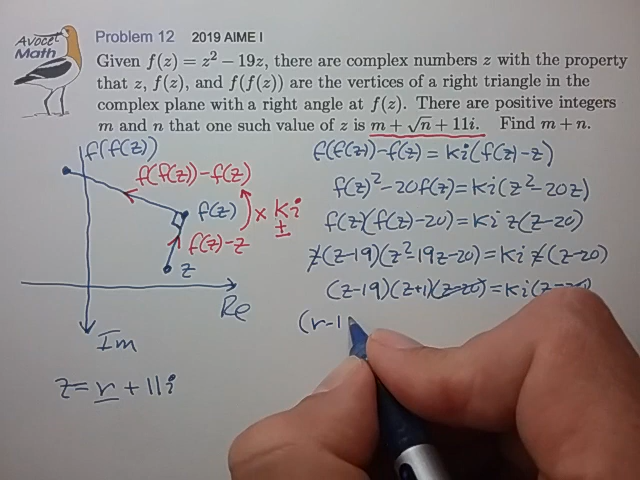 Avocet Math
Problem 12 2019 AIME I
Given f(z) = z² − 19z, there are complex numbers z with the property
that z, f(z), and f(f(z)) are the vertices of a right triangle in the
complex plane with a right angle at f(z). There are positive integers
m and n that one such value of z is m + √n + 11i. Find m + n.
f(f(z))
f(f(z))-f(z)
f(z)
× ki
±
f(z)-z
z
Re
Im
z = r + 11i
f(f(z))-f(z) = ki(f(z)-z)
f(z)²-20f(z) = ki(z²-20z)
f(z)(f(z)-20) = ki z(z-20)
z(z-19)(z²-19z-20) = ki z(z-20)
(z-19)(z+1)(z-20) = ki(z-20)
(r-1